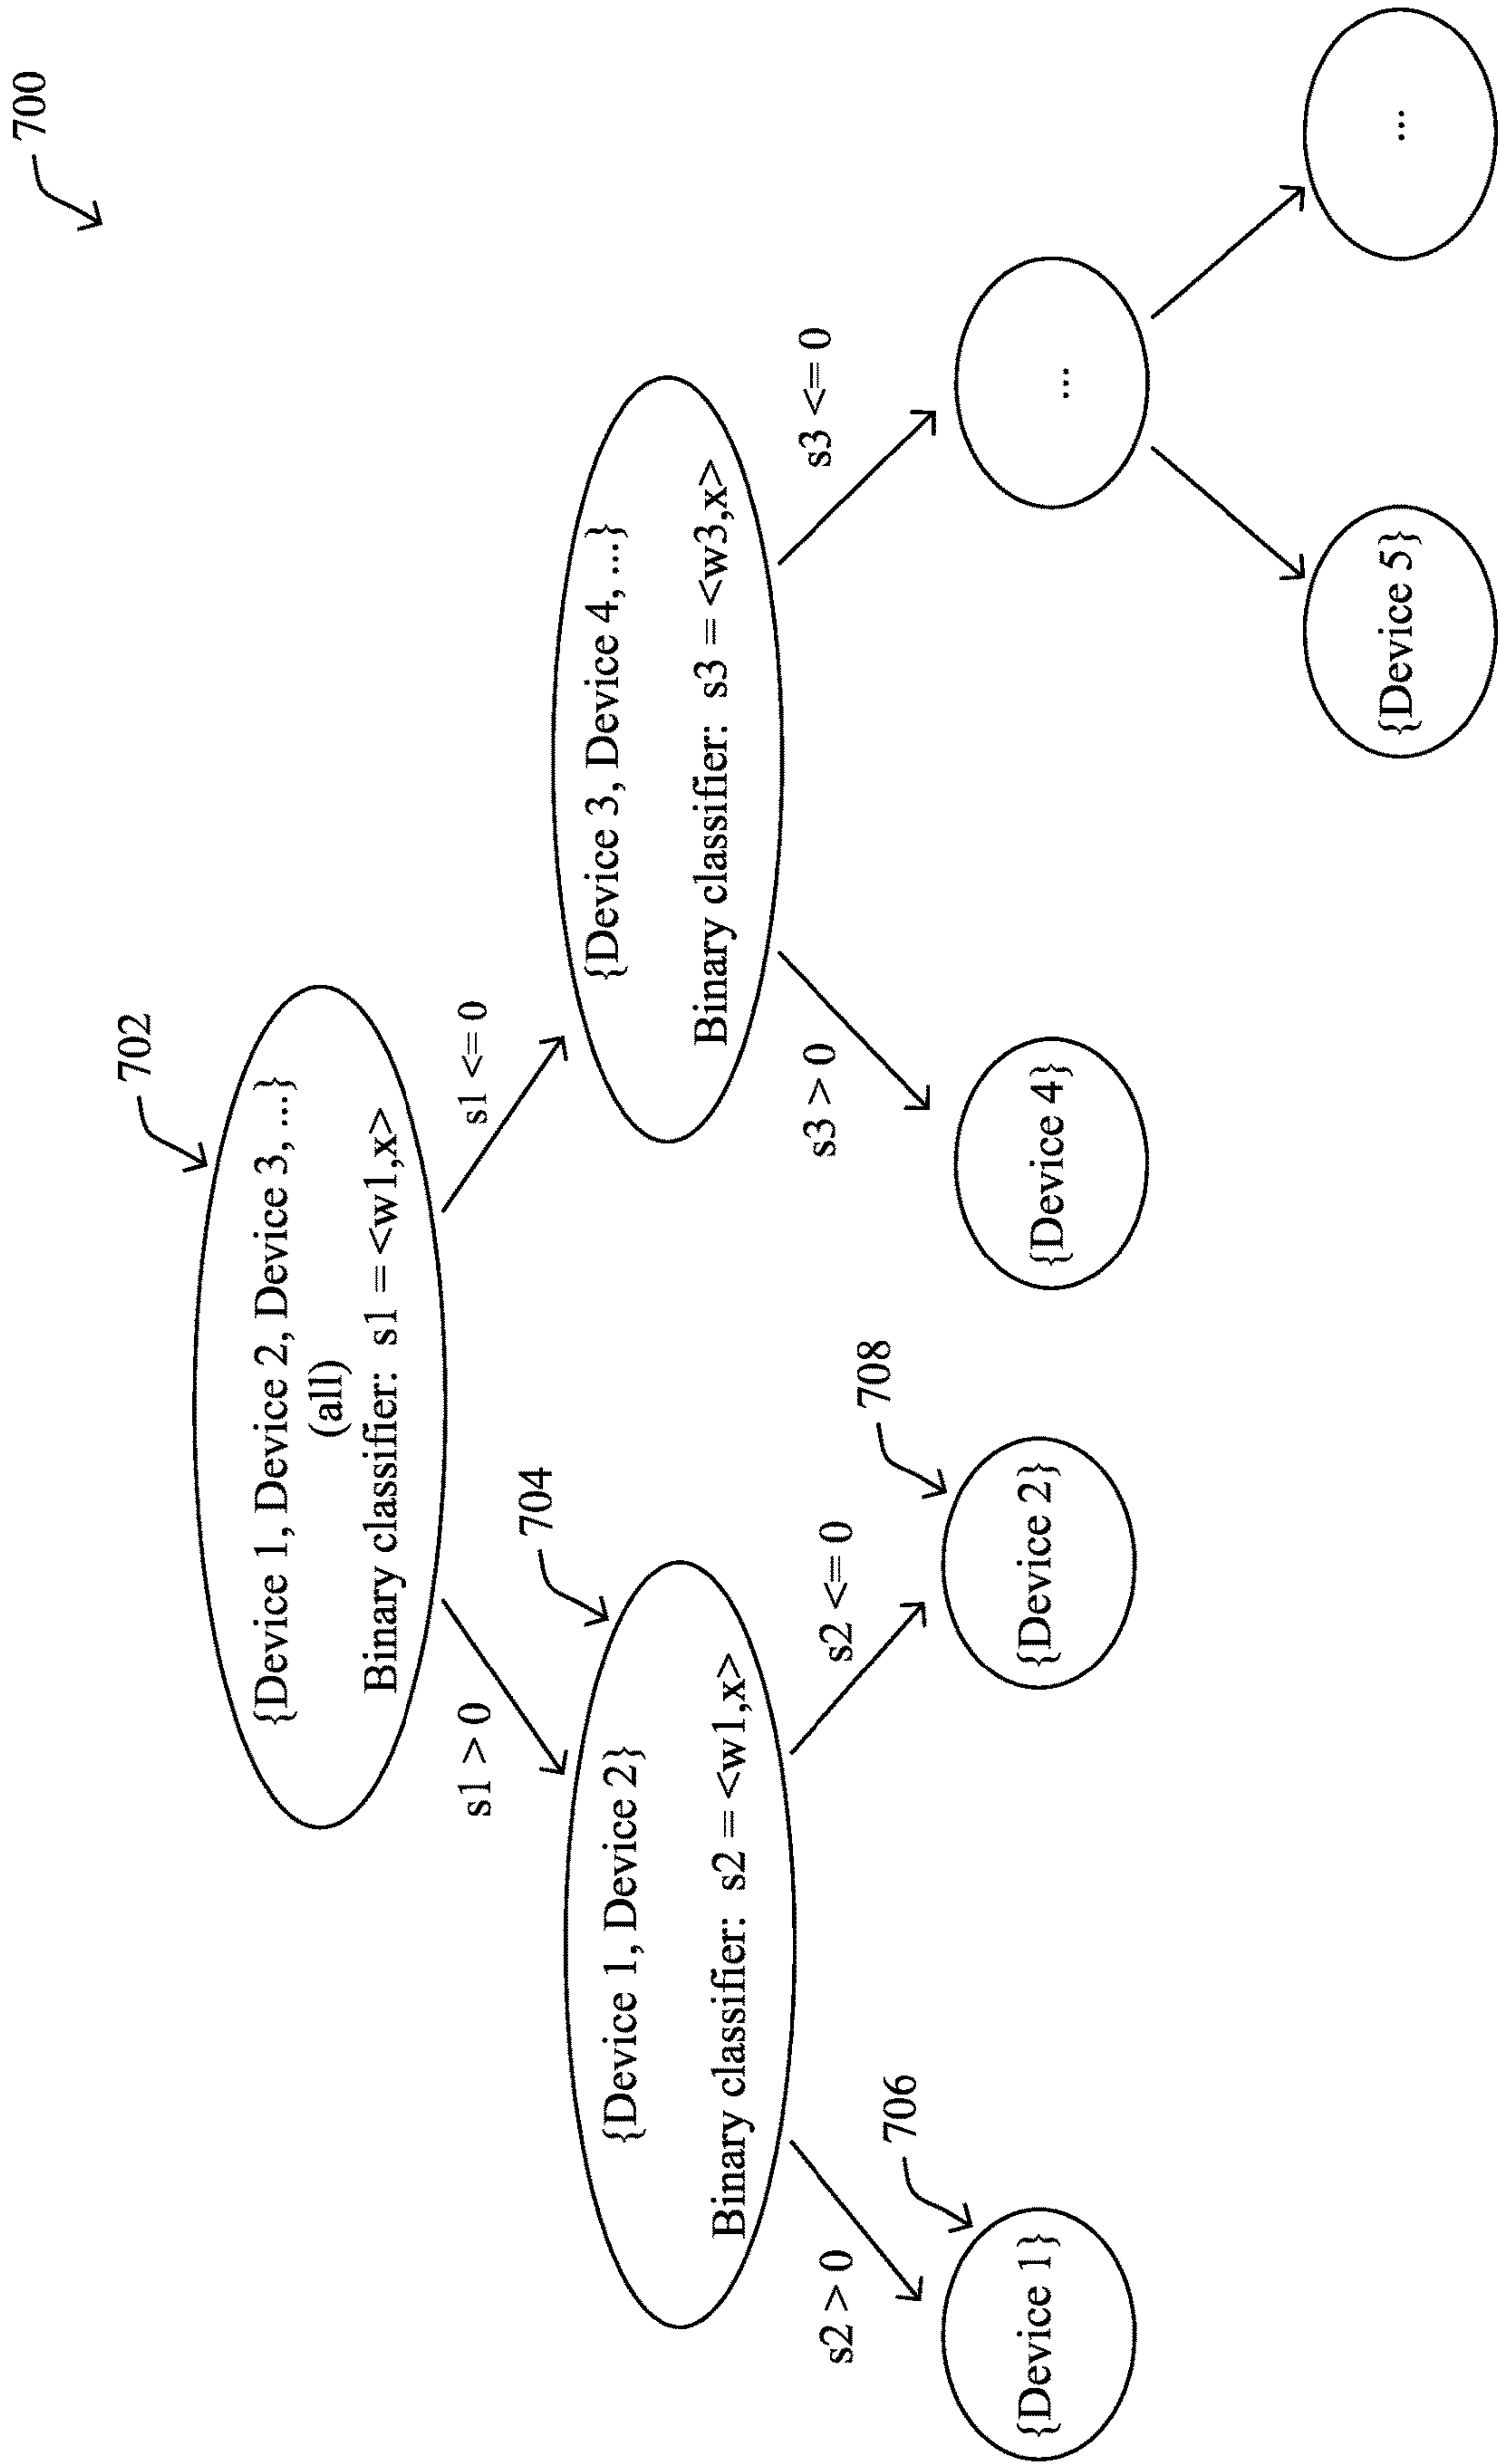 700
702
{Device 1, Device 2, Device 3, ...}
(all)
Binary classifier: s1 = <w1,x>
s1 > 0
s1 <= 0
704
{Device 1, Device 2}
Binary classifier: s2 = <w1,x>
{Device 3, Device 4, ...}
Binary classifier: s3 = <w3,x>
s2 > 0
s2 <= 0
s3 > 0
s3 <= 0
706
{Device 1}
708
{Device 2}
{Device 4}
...
{Device 5}
...